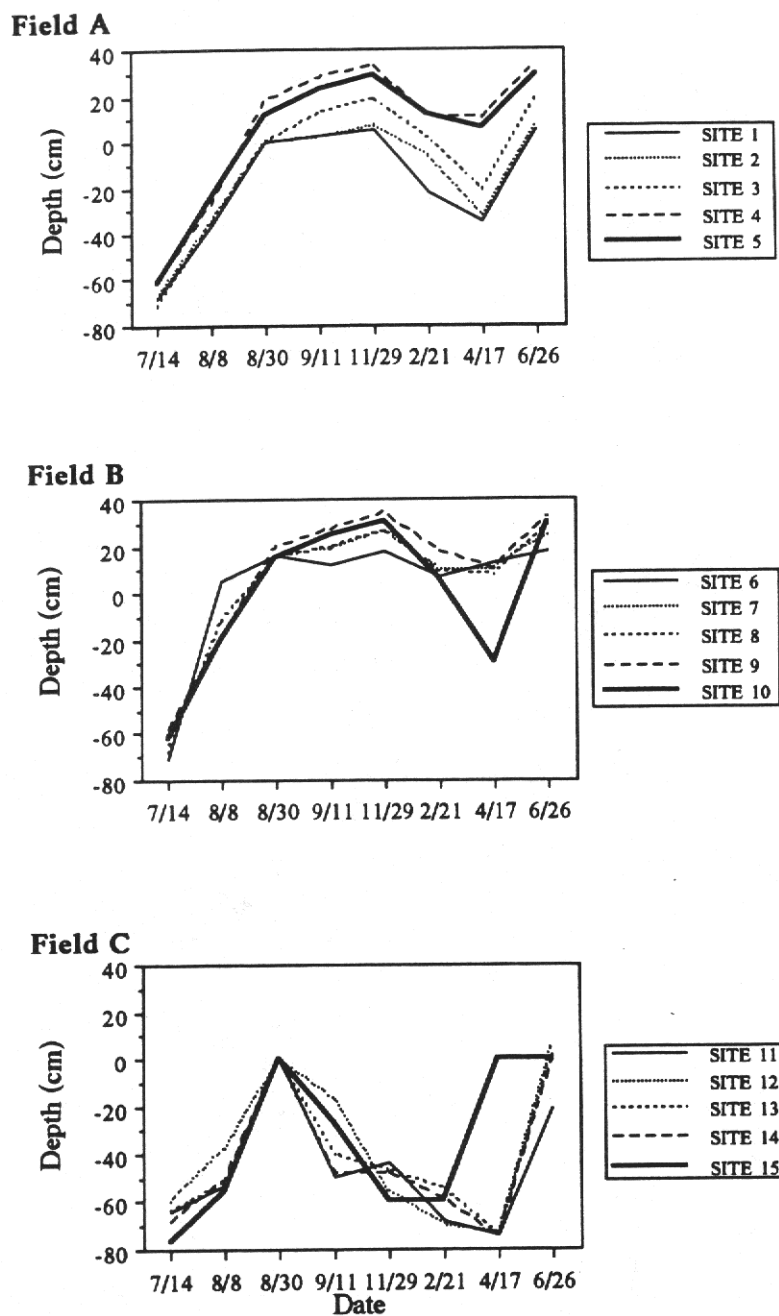 Field A
40
20
0
-20
-40
-60
-80
Depth (cm)
7/14 8/8 8/30 9/11 11/29 2/21 4/17 6/26
SITE 1
SITE 2
SITE 3
SITE 4
SITE 5
Field B
40
20
0
-20
-40
-60
-80
Depth (cm)
7/14 8/8 8/30 9/11 11/29 2/21 4/17 6/26
SITE 6
SITE 7
SITE 8
SITE 9
SITE 10
Field C
40
20
0
-20
-40
-60
-80
Depth (cm)
7/14 8/8 8/30 9/11 11/29 2/21 4/17 6/26
Date
SITE 11
SITE 12
SITE 13
SITE 14
SITE 15